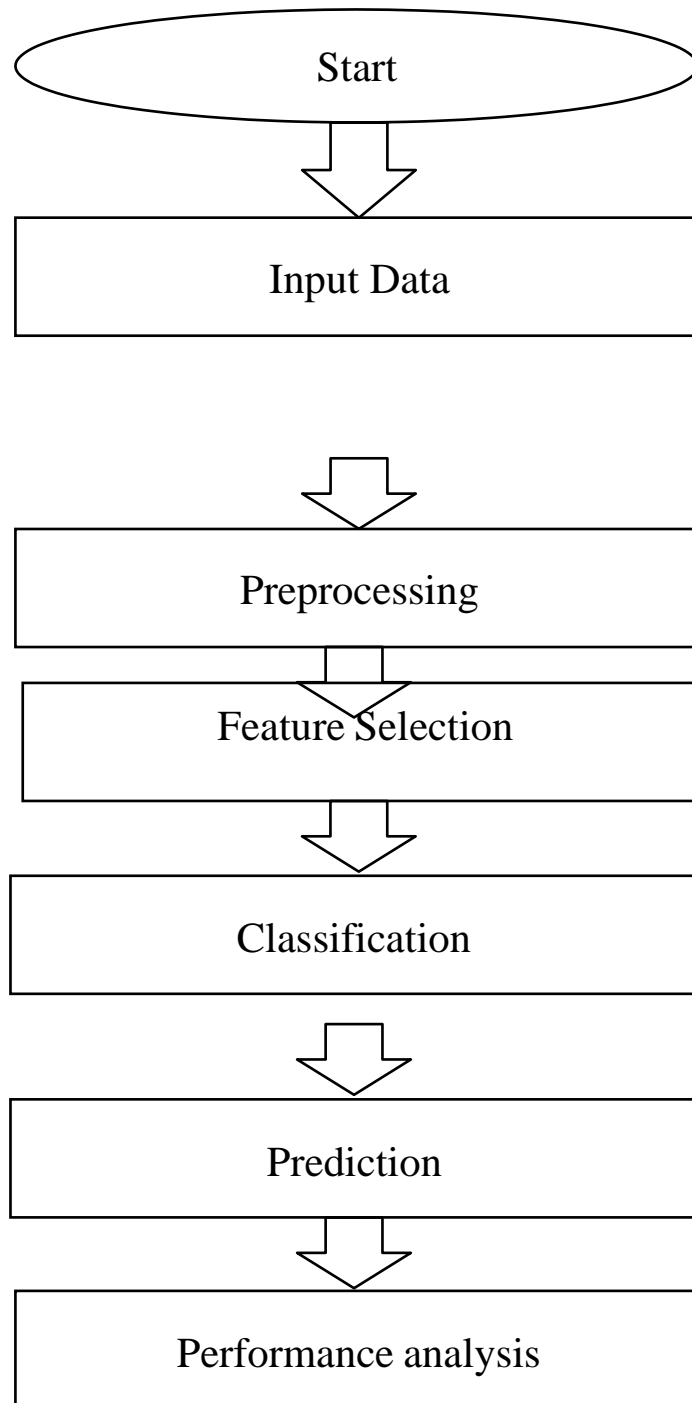 Start
Input Data
Preprocessing
Feature Selection
Classification
Prediction
Performance analysis